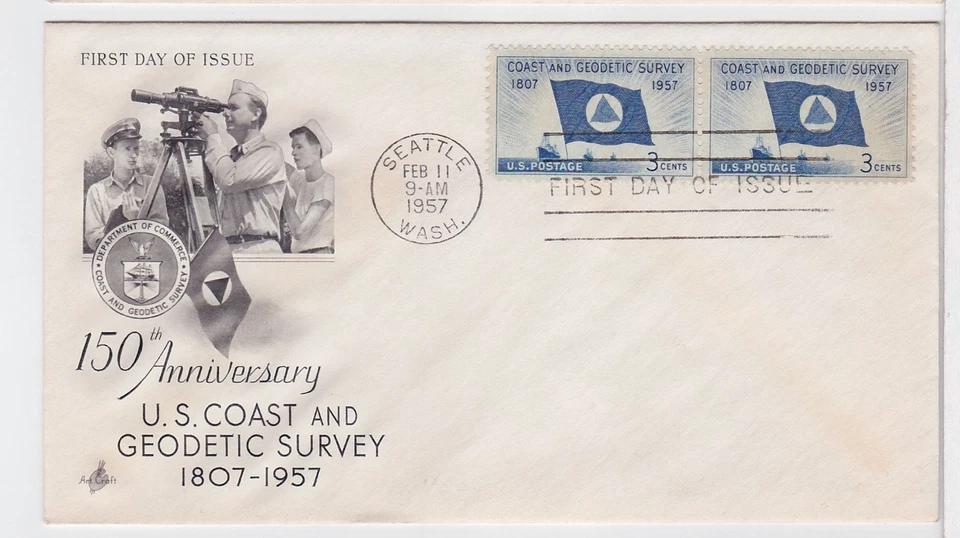 FIRST DAY OF ISSUE
DEPARTMENT OF COMMERCE
COAST AND GEODETIC SURVEY
150th Anniversary
U.S. COAST AND
GEODETIC SURVEY
1807-1957
Art Craft
SEATTLE
FEB 11
9-AM
1957
WASH.
COAST AND GEODETIC SURVEY
1807 1957
U.S. POSTAGE 3 CENTS
COAST AND GEODETIC SURVEY
1807 1957
U.S. POSTAGE 3 CENTS
FIRST DAY OF ISSUE